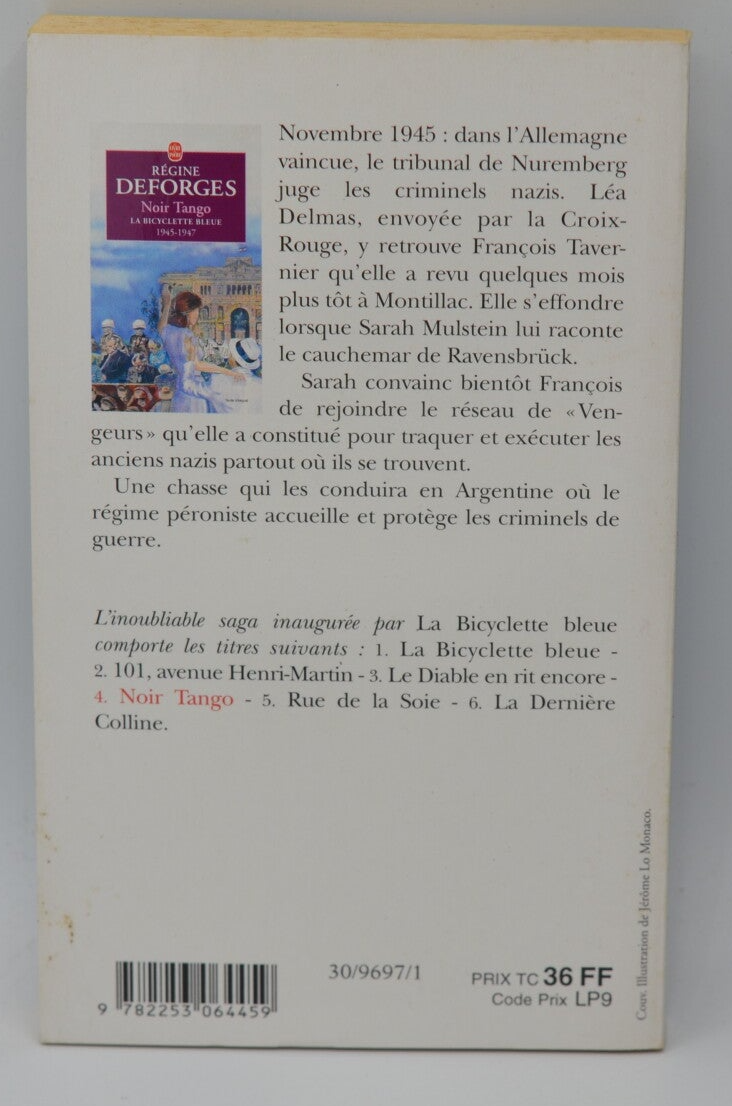 LIVRE
POCHE
RÉGINE
DEFORGES
Noir Tango
LA BICYCLETTE BLEUE
1945-1947
Novembre 1945 : dans l'Allemagne
vaincue, le tribunal de Nuremberg
juge les criminels nazis. Léa
Delmas, envoyée par la Croix-
Rouge, y retrouve François Taver-
nier qu'elle a revu quelques mois
plus tôt à Montillac. Elle s'effondre
lorsque Sarah Mulstein lui raconte
le cauchemar de Ravensbrück.
Sarah convainc bientôt François
de rejoindre le réseau de «Ven-
geurs» qu'elle a constitué pour traquer et exécuter les
anciens nazis partout où ils se trouvent.
Une chasse qui les conduira en Argentine où le
régime péroniste accueille et protège les criminels de
guerre.
L'inoubliable saga inaugurée par La Bicyclette bleue
comporte les titres suivants : 1. La Bicyclette bleue -
2. 101, avenue Henri-Martin - 3. Le Diable en rit encore -
4. Noir Tango - 5. Rue de la Soie - 6. La Dernière
Colline.
Couv. Illustration de Jérôme Lo Monaco.
9 782253 064459
30/9697/1
PRIX TC 36 FF
Code Prix LP9